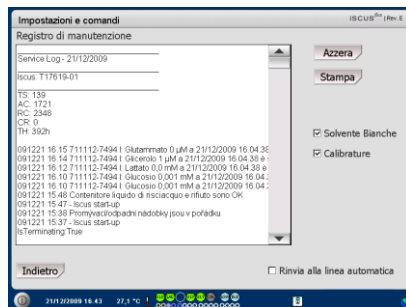 Impostazioni e comandi
ISCUS flex | Rev. E
Registro di manutenzione
Service Log - 21/12/2009
Iscus: T17619-01
TS: 139
AC: 1721
RC: 2348
CR: 0
TH: 392h
091221 16.15 711112-7494 I: Glutammato 0 µM a 21/12/2009 16.04.38
091221 16.14 711112-7494 I: Glicerolo 1 µM a 21/12/2009 16.04.38 è
091221 16.12 711112-7494 I: Lattato 0,0 mM a 21/12/2009 16.04.38 è
091221 16.10 711112-7494 I: Glucosio 0,001 mM a 21/12/2009 16.04.
091221 16.10 711112-7494 I: Glucosio 0,001 mM a 21/12/2009 16.04.
091221 15:48 Contenitore liquido di risciacquo e rifiuto sono OK
091221 15:47 - Iscus start-up
091221 15:38 Promývací/odpadní nádobky jsou v pořádku
091221 15:37 - Iscus start-up
IsTerminating:True
Azzera
Stampa
Solvente Bianche
Calibrature
Indietro
Rinvia alla linea automatica
21/12/2009 16.43 27,1 °C